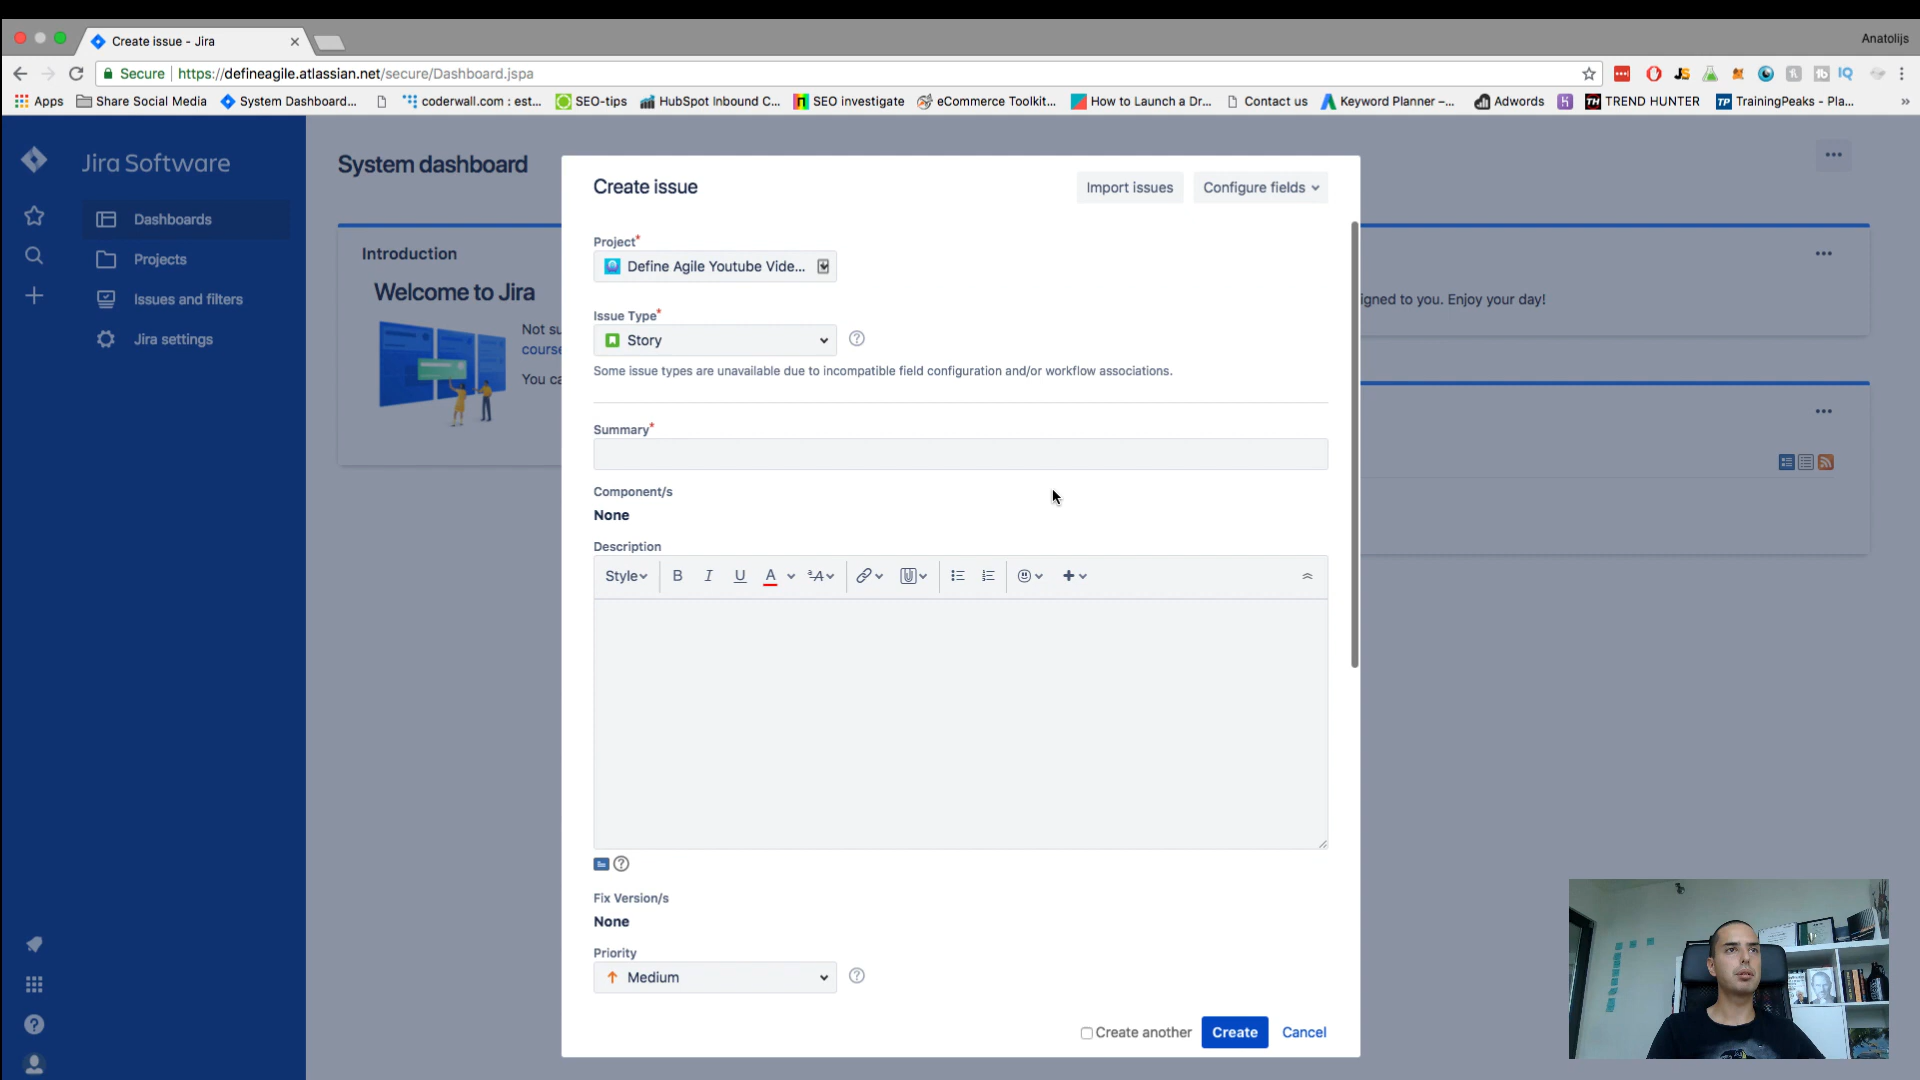 Create issue - Jira
Anatolijs
Secure https://defineagile.atlassian.net/secure/Dashboard.jspa
Apps Share Social Media System Dashboard... coderwall.com : est... SEO-tips HubSpot Inbound C... SEO investigate eCommerce Toolkit... How to Launch a Dr... Contact us Keyword Planner –... Adwords TREND HUNTER TrainingPeaks - Pla... »
Jira Software
Dashboards
Projects
Issues and filters
Jira settings
System dashboard
Introduction
Welcome to Jira
Not su
course
You ca
Create issue
Import issues
Configure fields
Project*
Define Agile Youtube Vide...
Issue Type*
Story
Some issue types are unavailable due to incompatible field configuration and/or workflow associations.
Summary*
Component/s
None
Description
Style B I U A
Fix Version/s
None
Priority
Medium
Create another Create Cancel
igned to you. Enjoy your day!